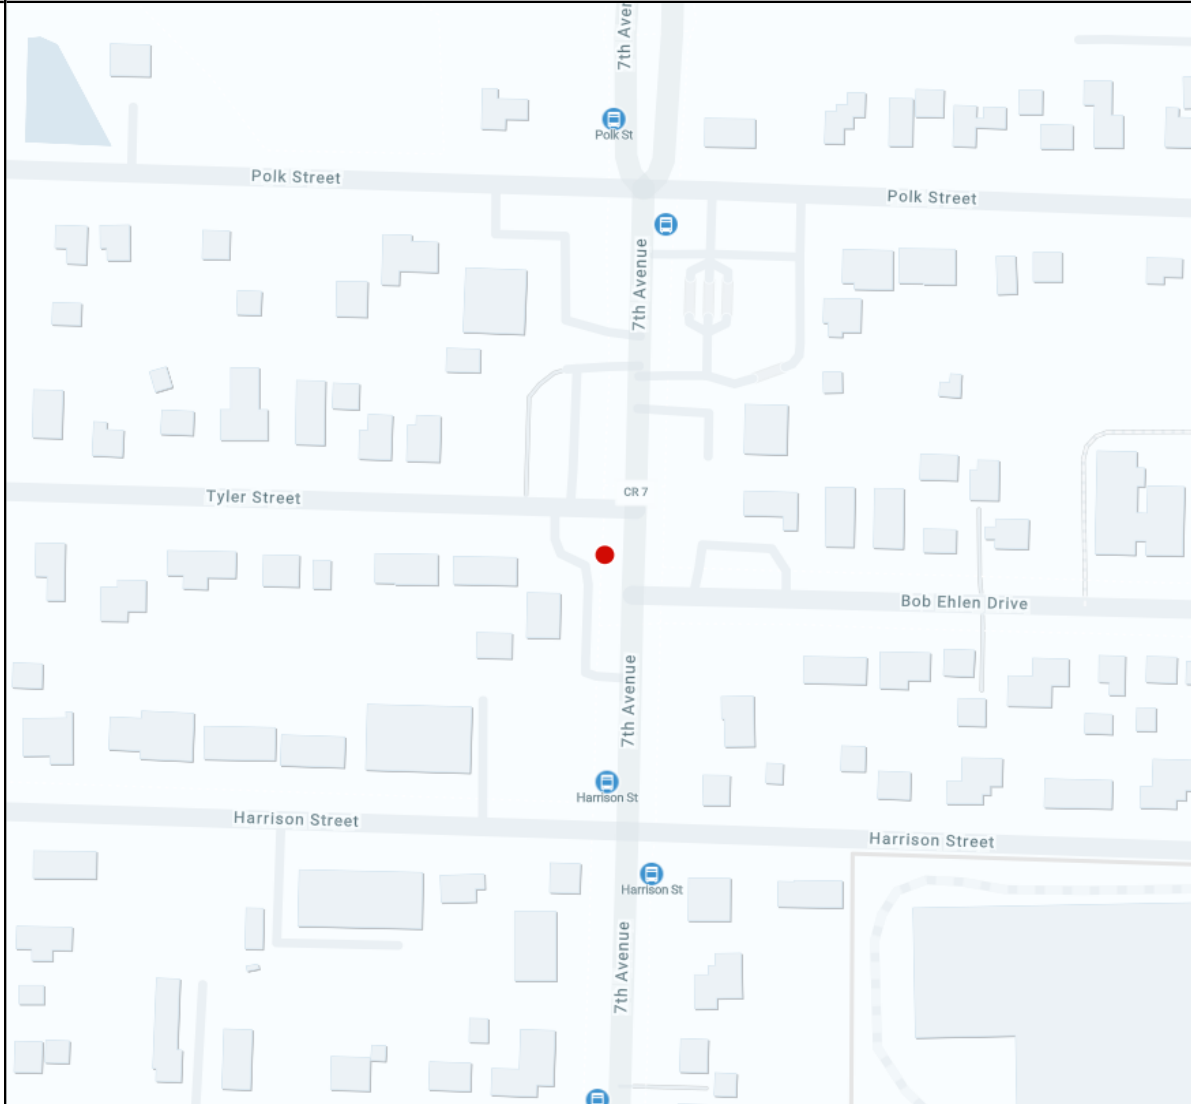 7th Aven
Polk St
Polk Street
Polk Street
7th Avenue
CR 7
Tyler Street
Bob Ehlen Drive
7th Avenue
Harrison St
Harrison Street
Harrison Street
Harrison St
7th Avenue